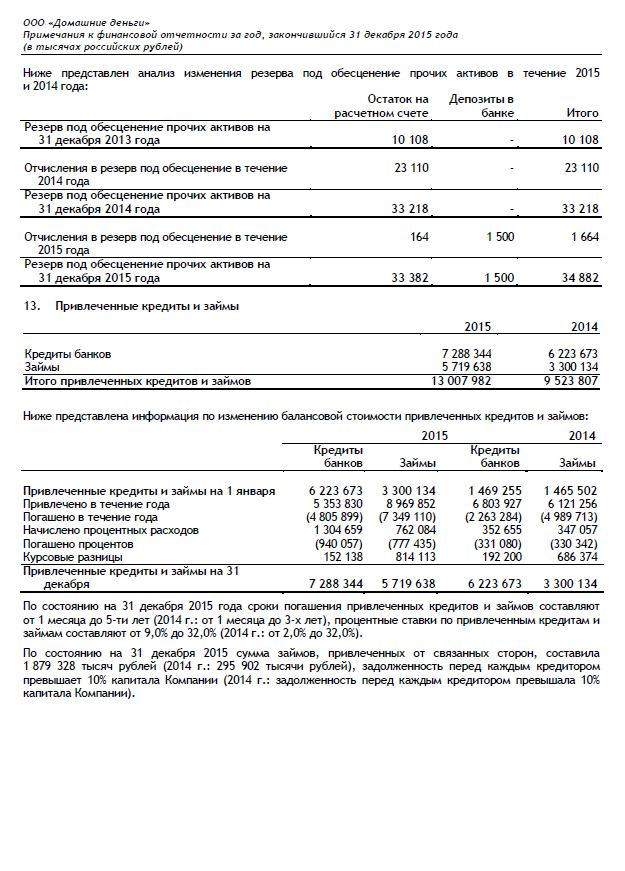 ООО «Домашние деньги»
Примечания к финансовой отчетности за год, закончившийся 31 декабря 2015 года
(в тысячах российских рублей)
Ниже представлен анализ изменения резерва под обесценение прочих активов в течение 2015
и 2014 года:
Остаток на Депозиты в
расчетном счете банке Итого
Резерв под обесценение прочих активов на
31 декабря 2013 года 10 108 - 10 108
Отчисления в резерв под обесценение в течение 23 110 - 23 110
2014 года
Резерв под обесценение прочих активов на
31 декабря 2014 года 33 218 - 33 218
Отчисления в резерв под обесценение в течение 164 1 500 1 664
2015 года
Резерв под обесценение прочих активов на
31 декабря 2015 года 33 382 1 500 34 882
13. Привлеченные кредиты и займы
2015 2014
Кредиты банков 7 288 344 6 223 673
Займы 5 719 638 3 300 134
Итого привлеченных кредитов и займов 13 007 982 9 523 807
Ниже представлена информация по изменению балансовой стоимости привлеченных кредитов и займов:
2015 2014
Кредиты Кредиты
банков Займы банков Займы
Привлеченные кредиты и займы на 1 января 6 223 673 3 300 134 1 469 255 1 465 502
Привлечено в течение года 5 353 830 8 969 852 6 803 927 6 121 256
Погашено в течение года (4 805 899) (7 349 110) (2 263 284) (4 989 713)
Начислено процентных расходов 1 304 659 762 084 352 655 347 057
Погашено процентов (940 057) (777 435) (331 080) (330 342)
Курсовые разницы 152 138 814 113 192 200 686 374
Привлеченные кредиты и займы на 31
декабря 7 288 344 5 719 638 6 223 673 3 300 134
По состоянию на 31 декабря 2015 года сроки погашения привлеченных кредитов и займов составляют
от 1 месяца до 5-ти лет (2014 г.: от 1 месяца до 3-х лет), процентные ставки по привлеченным кредитам и
займам составляют от 9,0% до 32,0% (2014 г.: от 2,0% до 32,0%).
По состоянию на 31 декабря 2015 сумма займов, привлеченных от связанных сторон, составила
1 879 328 тысяч рублей (2014 г.: 295 902 тысячи рублей), задолженность перед каждым кредитором
превышает 10% капитала Компании (2014 г.: задолженность перед каждым кредитором превышала 10%
капитала Компании).